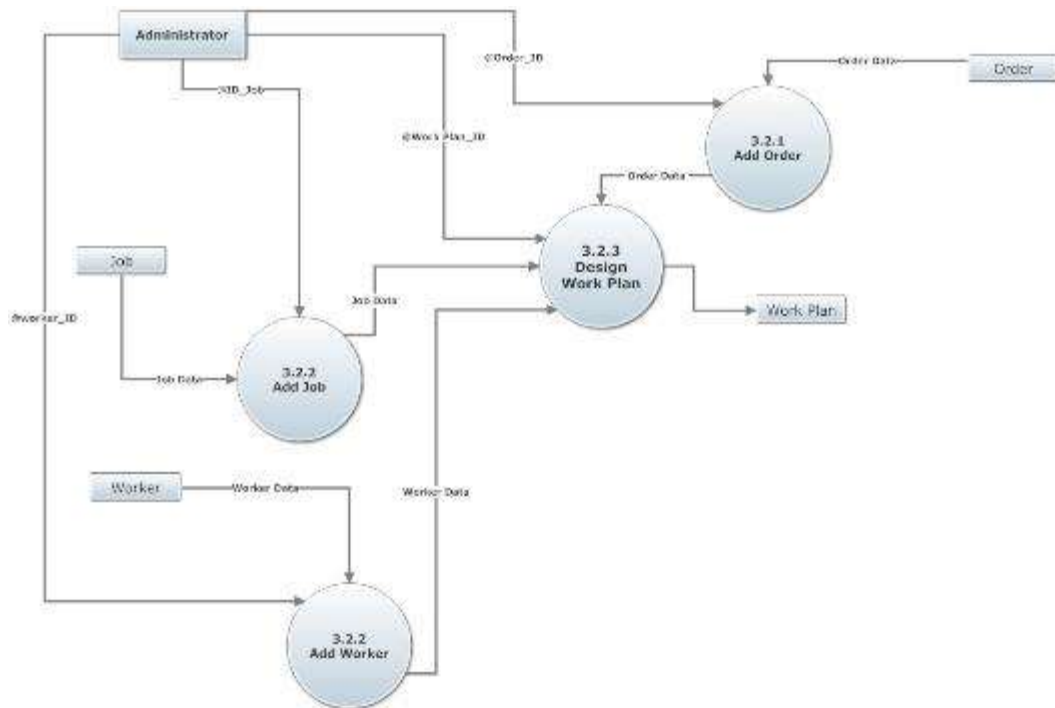 Administrator
@Order_ID
Order Data
Order
@ID_Job
3.2.1
Add Order
@Work Plan_ID
Order Data
3.2.3
Design
Work Plan
Job
Job Data
Work Plan
@worker_ID
3.2.2
Add Job
Job Data
Worker
Worker Data
Worker Data
3.2.2
Add Worker